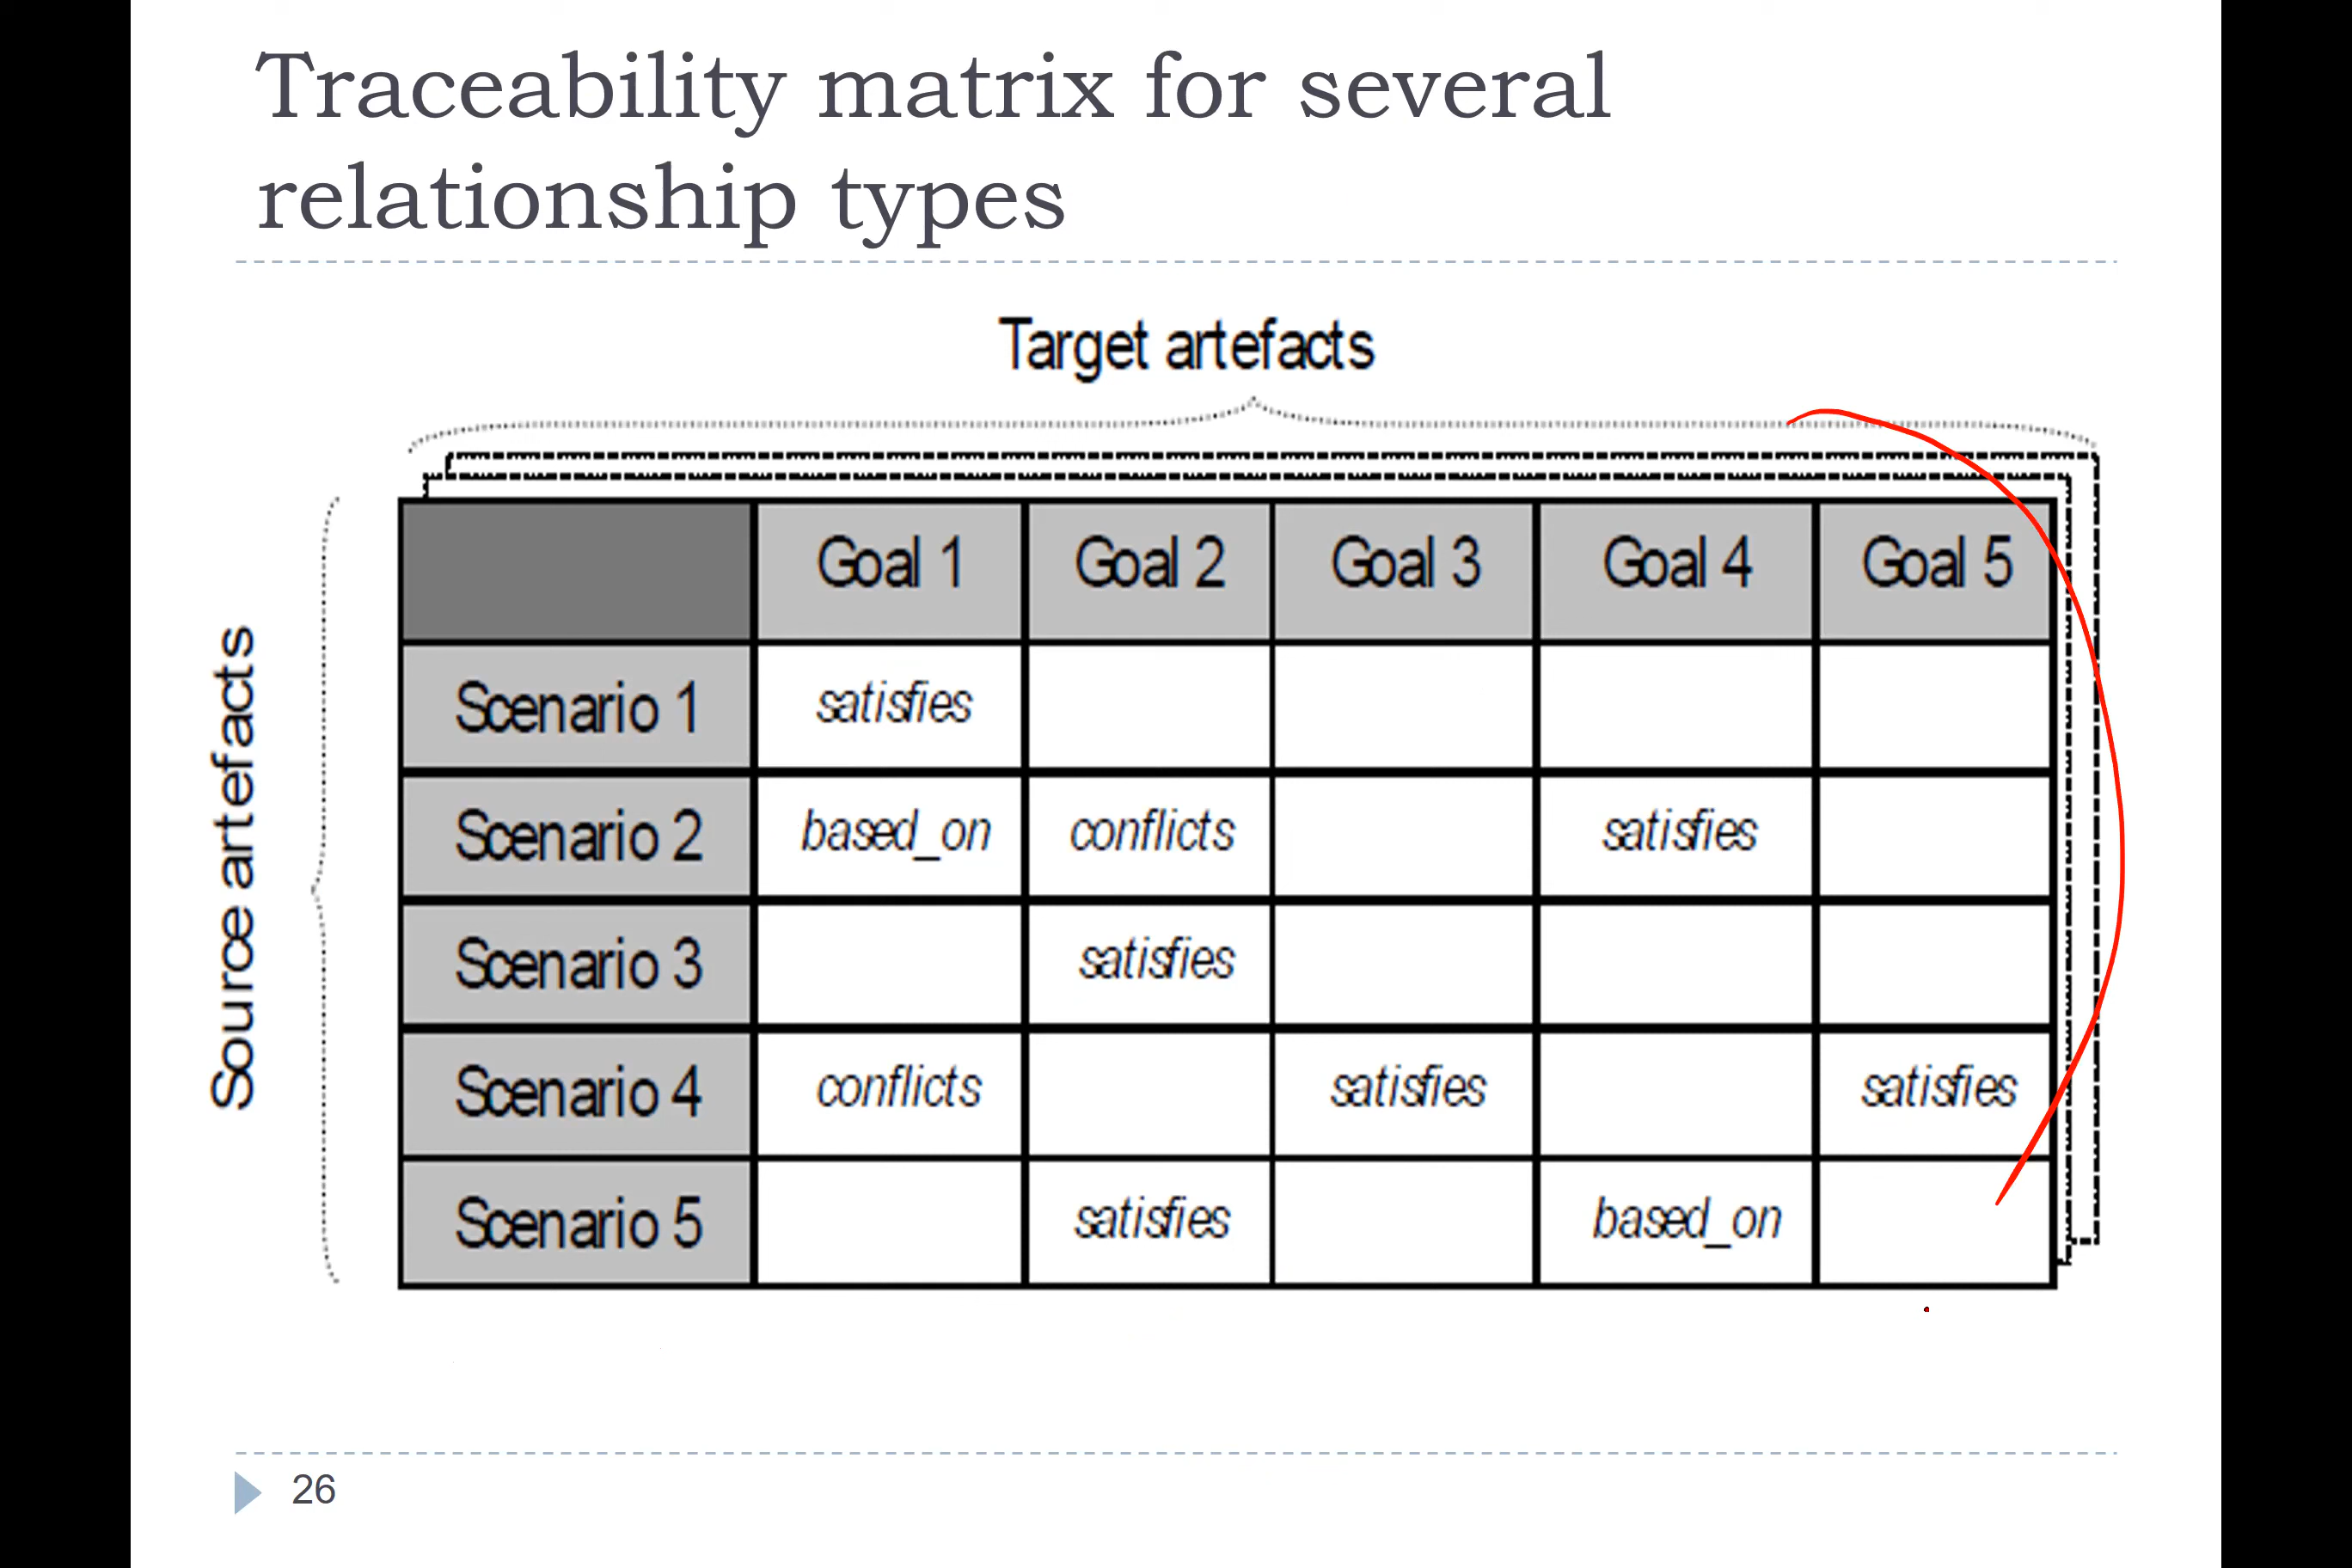 Traceability matrix for several
relationship types
Target artefacts
Source artefacts
Goal 1 Goal 2 Goal 3 Goal 4 Goal 5
Scenario 1 satisfies
Scenario 2 based_on conflicts satisfies
Scenario 3 satisfies
Scenario 4 conflicts satisfies satisfies
Scenario 5 satisfies based_on
26